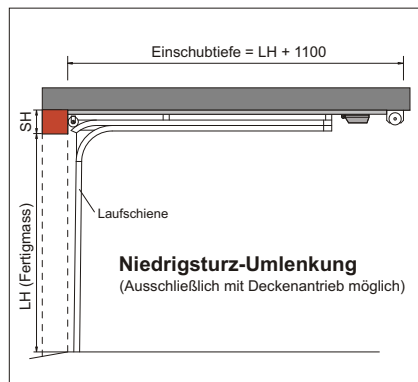 Einschubtiefe = LH + 1100
SH
LH (Fertigmass)
Laufschiene
Niedrigsturz-Umlenkung
(Ausschließlich mit Deckenantrieb möglich)